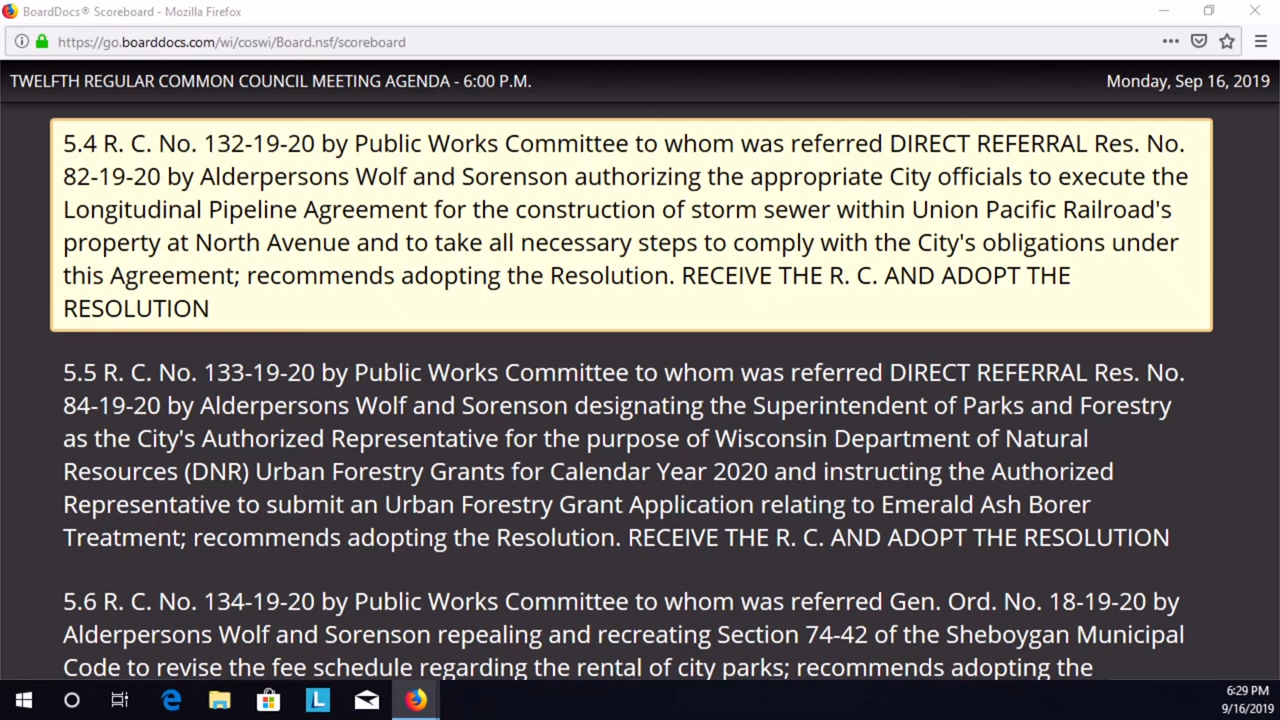 BoardDocs® Scoreboard - Mozilla Firefox
https://go.boarddocs.com/wi/coswi/Board.nsf/scoreboard
TWELFTH REGULAR COMMON COUNCIL MEETING AGENDA - 6:00 P.M.
Monday, Sep 16, 2019
5.4 R. C. No. 132-19-20 by Public Works Committee to whom was referred DIRECT REFERRAL Res. No.
82-19-20 by Alderpersons Wolf and Sorenson authorizing the appropriate City officials to execute the
Longitudinal Pipeline Agreement for the construction of storm sewer within Union Pacific Railroad's
property at North Avenue and to take all necessary steps to comply with the City's obligations under
this Agreement; recommends adopting the Resolution. RECEIVE THE R. C. AND ADOPT THE
RESOLUTION
5.5 R. C. No. 133-19-20 by Public Works Committee to whom was referred DIRECT REFERRAL Res. No.
84-19-20 by Alderpersons Wolf and Sorenson designating the Superintendent of Parks and Forestry
as the City's Authorized Representative for the purpose of Wisconsin Department of Natural
Resources (DNR) Urban Forestry Grants for Calendar Year 2020 and instructing the Authorized
Representative to submit an Urban Forestry Grant Application relating to Emerald Ash Borer
Treatment; recommends adopting the Resolution. RECEIVE THE R. C. AND ADOPT THE RESOLUTION
5.6 R. C. No. 134-19-20 by Public Works Committee to whom was referred Gen. Ord. No. 18-19-20 by
Alderpersons Wolf and Sorenson repealing and recreating Section 74-42 of the Sheboygan Municipal
Code to revise the fee schedule regarding the rental of city parks; recommends adopting the
L
6:29 PM
9/16/2019